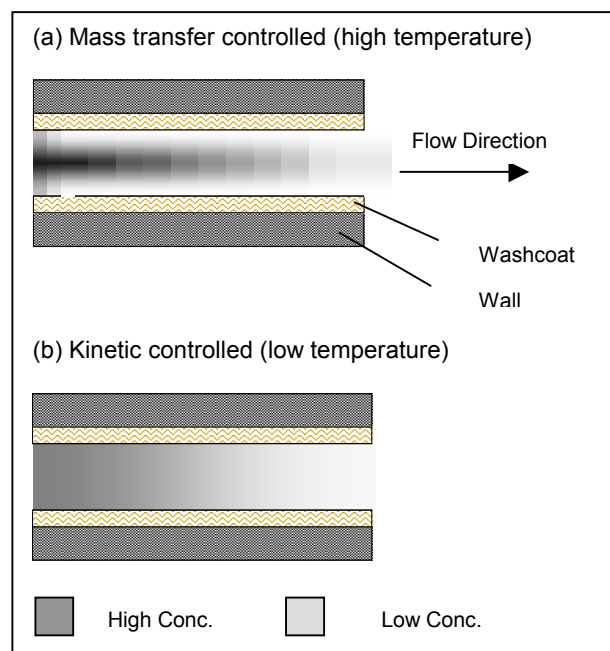 (a) Mass transfer controlled (high temperature)
Flow Direction
Washcoat
Wall
(b) Kinetic controlled (low temperature)
High Conc.
Low Conc.